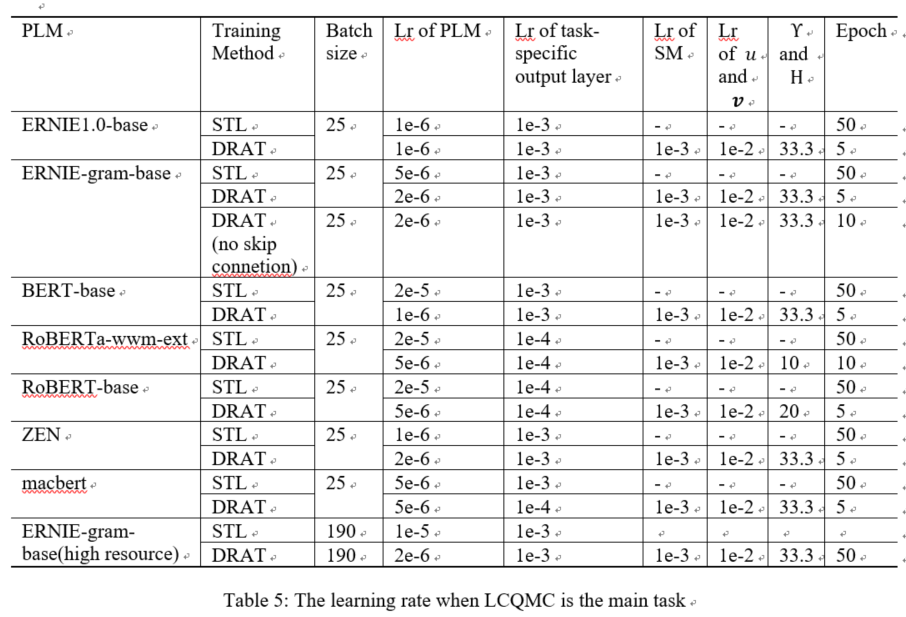 PLM Training Method Batch size Lr of PLM Lr of task-specific output layer Lr of SM Lr of u and v ϒ and H Epoch
ERNIE1.0-base STL 25 1e-6 1e-3 - - - 50
DRAT 1e-6 1e-3 1e-3 1e-2 33.3 5
ERNIE-gram-base STL 25 5e-6 1e-3 - - - 50
DRAT 2e-6 1e-3 1e-3 1e-2 33.3 5
DRAT (no skip connetion) 25 2e-6 1e-3 1e-3 1e-2 33.3 10
BERT-base STL 25 2e-5 1e-3 - - - 50
DRAT 1e-6 1e-3 1e-3 1e-2 33.3 5
RoBERTa-wwm-ext STL 25 2e-5 1e-4 - - - 50
DRAT 5e-6 1e-4 1e-3 1e-2 10 10
RoBERT-base STL 25 2e-5 1e-4 - - - 50
DRAT 5e-6 1e-4 1e-3 1e-2 20 5
ZEN STL 25 1e-6 1e-3 - - - 50
DRAT 2e-6 1e-3 1e-3 1e-2 33.3 5
macbert STL 25 5e-6 1e-3 - - - 50
DRAT 5e-6 1e-4 1e-3 1e-2 33.3 5
ERNIE-gram-base(high resource) STL 190 1e-5 1e-3
DRAT 190 2e-6 1e-3 1e-3 1e-2 33.3 50
Table 5: The learning rate when LCQMC is the main task